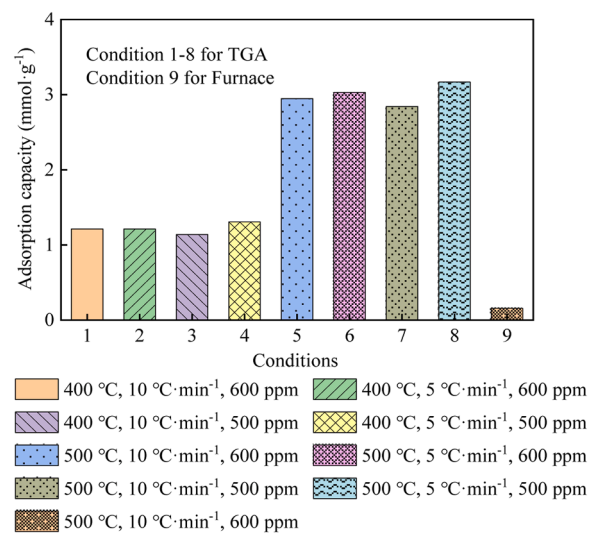 Condition 1-8 for TGA
Condition 9 for Furnace
Adsorption capacity (mmol·g⁻¹)
4
3
2
1
0
1 2 3 4 5 6 7 8 9
Conditions
400 ℃, 10 ℃·min⁻¹, 600 ppm 400 ℃, 5 ℃·min⁻¹, 600 ppm
400 ℃, 10 ℃·min⁻¹, 500 ppm 400 ℃, 5 ℃·min⁻¹, 500 ppm
500 ℃, 10 ℃·min⁻¹, 600 ppm 500 ℃, 5 ℃·min⁻¹, 600 ppm
500 ℃, 10 ℃·min⁻¹, 500 ppm 500 ℃, 5 ℃·min⁻¹, 500 ppm
500 ℃, 10 ℃·min⁻¹, 600 ppm